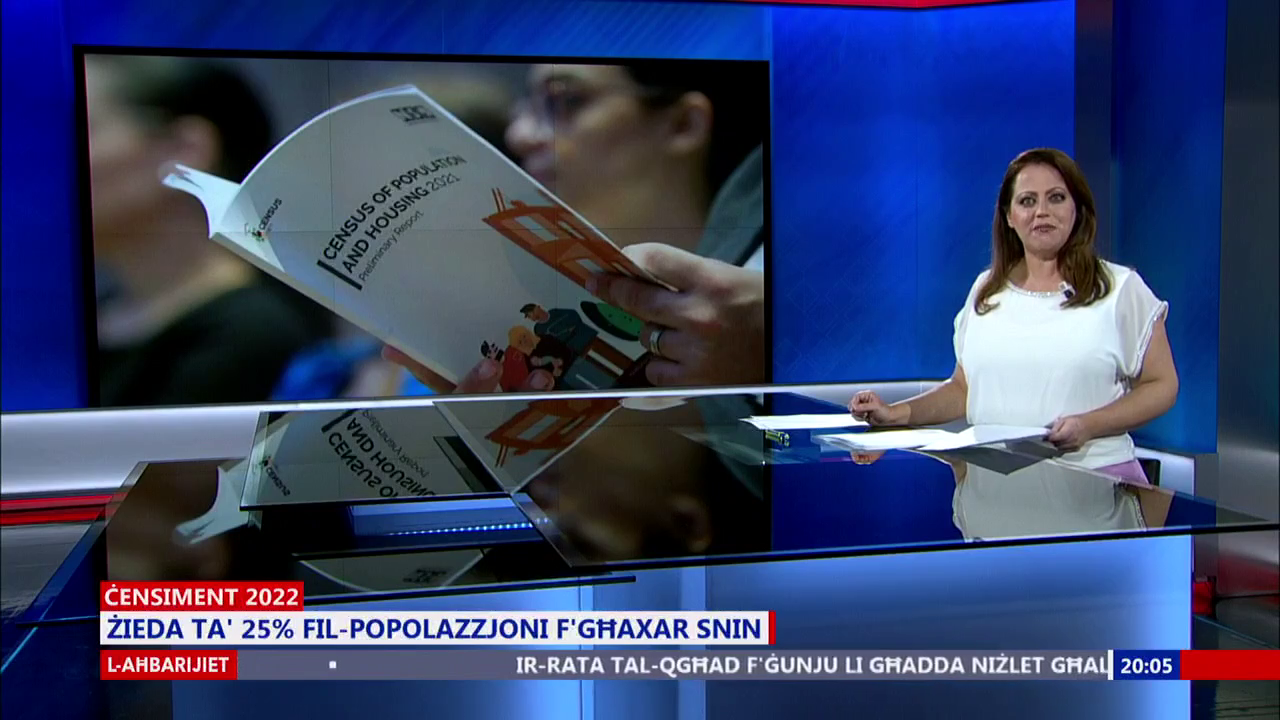 CENSUS OF POPULATION
AND HOUSING 2021
Preliminary Report
CENSUS
ĊENSIMENT 2022
ŻIEDA TA' 25% FIL-POPOLAZZJONI F'GĦAXAR SNIN
L-AĦBARIJIET
IR-RATA TAL-QGĦAD F'ĠUNJU LI GĦADDA NIŻLET GĦAL
20:05